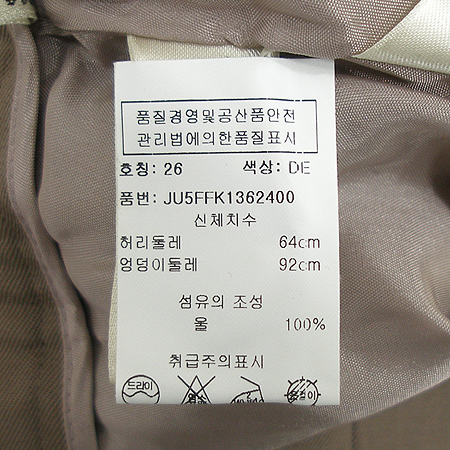 품질경영및공산품안전
관리법에의한품질표시
호칭: 26 색상: DE
품번: JU5FFK1362400
신체치수
허리둘레 64cm
엉덩이둘레 92cm
섬유의 조성
울 100%
취급주의표시
드라이 옷걸이